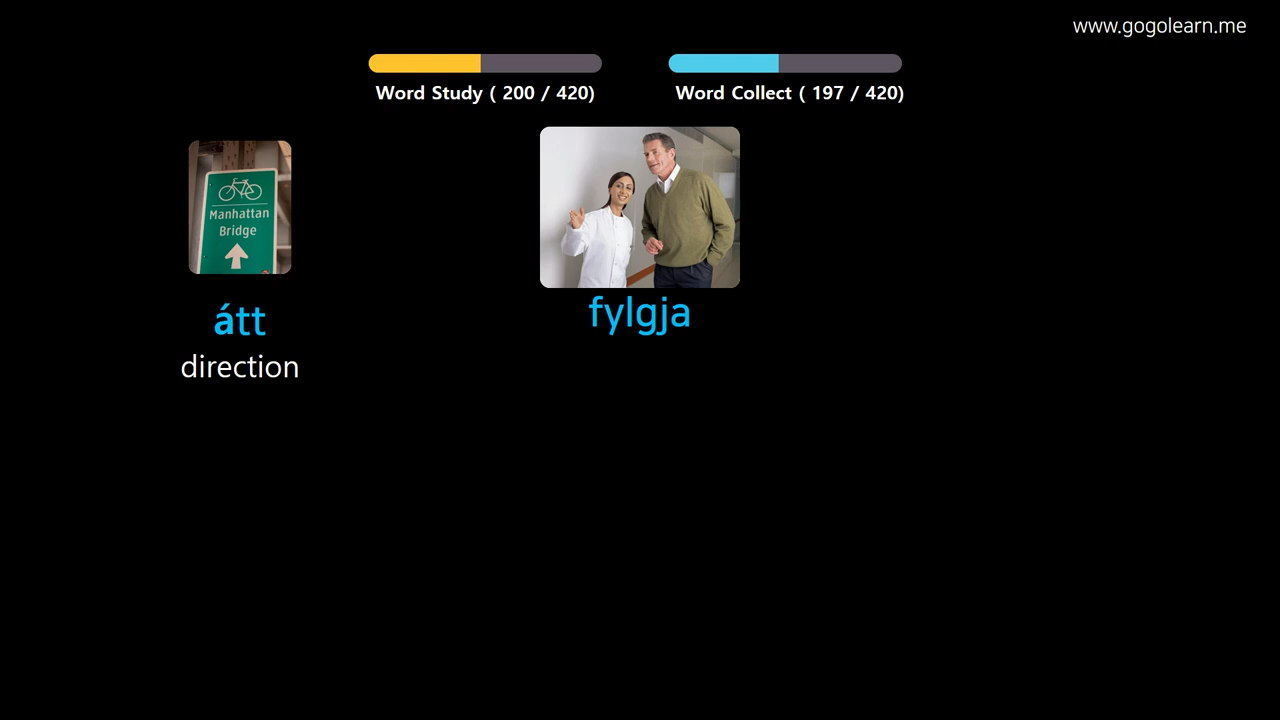 www.gogolearn.me
Word Study ( 200 / 420)
Word Collect ( 197 / 420)
Manhattan
Bridge
átt
direction
fylgja